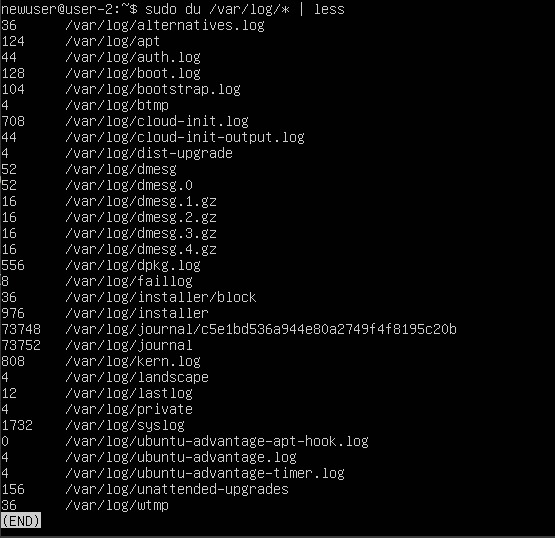 newuser@user-2:~$ sudo du /var/log/* | less
36      /var/log/alternatives.log
124     /var/log/apt
44      /var/log/auth.log
128     /var/log/boot.log
104     /var/log/bootstrap.log
4       /var/log/btmp
708     /var/log/cloud-init.log
44      /var/log/cloud-init-output.log
4       /var/log/dist-upgrade
52      /var/log/dmesg
52      /var/log/dmesg.0
16      /var/log/dmesg.1.gz
16      /var/log/dmesg.2.gz
16      /var/log/dmesg.3.gz
16      /var/log/dmesg.4.gz
556     /var/log/dpkg.log
8       /var/log/faillog
36      /var/log/installer/block
976     /var/log/installer
73748   /var/log/journal/c5e1bd536a944e80a2749f4f8195c20b
73752   /var/log/journal
808     /var/log/kern.log
4       /var/log/landscape
12      /var/log/lastlog
4       /var/log/private
1732    /var/log/syslog
0       /var/log/ubuntu-advantage-apt-hook.log
4       /var/log/ubuntu-advantage.log
4       /var/log/ubuntu-advantage-timer.log
156     /var/log/unattended-upgrades
36      /var/log/wtmp
(END)